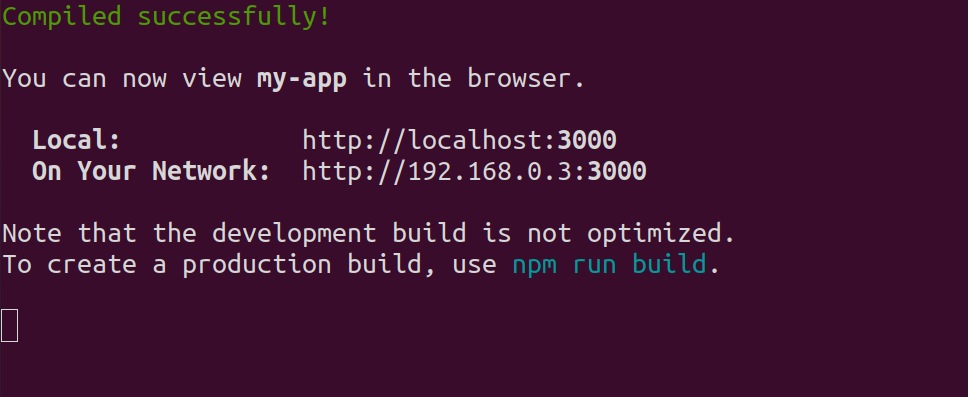 Compiled successfully!
You can now view my-app in the browser.
Local: http://localhost:3000
On Your Network: http://192.168.0.3:3000
Note that the development build is not optimized.
To create a production build, use npm run build.